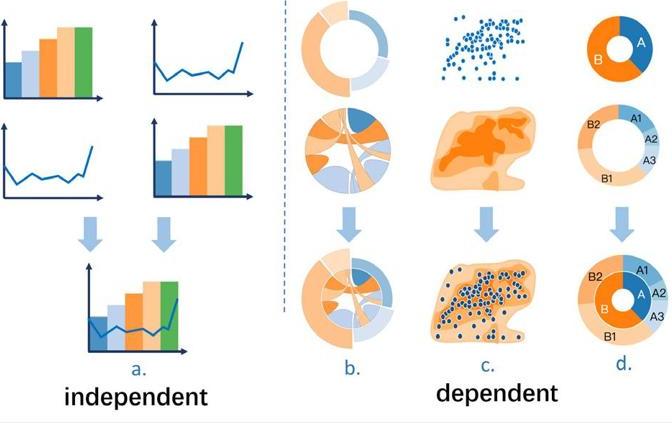 A
B
B2
A1
A2
A3
B1
B2
A1
A
A2
B
A3
B1
a.
b.
c.
d.
independent
dependent